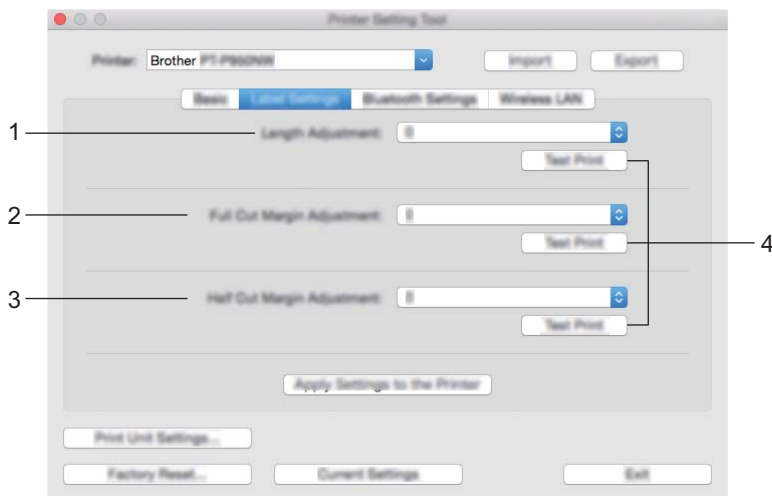 Printer Setting Tool
Printer: Brother PT-P950NW Import Export
Basic Label Settings Bluetooth Settings Wireless LAN
1 Length Adjustment: 0
Test Print
2 Full Cut Margin Adjustment:
Test Print 4
3 Half Cut Margin Adjustment:
Test Print
Apply Settings to the Printer
Print Unit Settings...
Factory Reset... Current Settings Exit